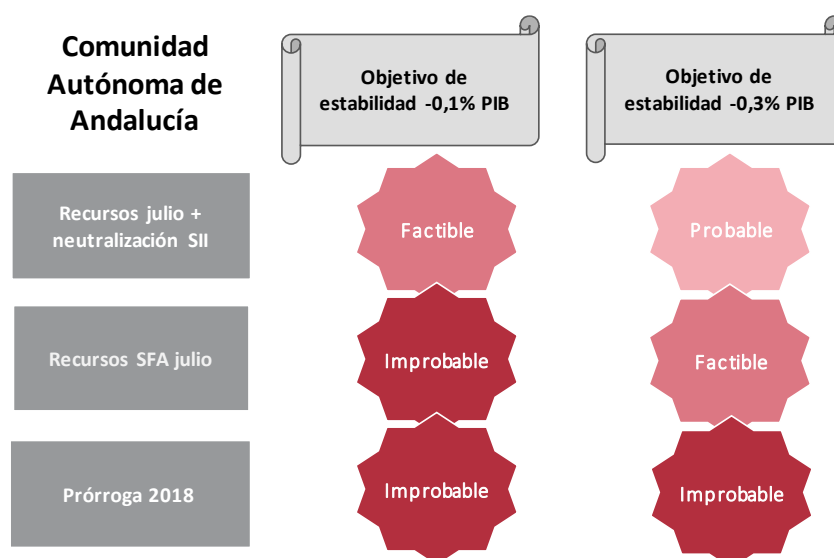 Comunidad
Autónoma de
Andalucía
Objetivo de
estabilidad -0,1% PIB
Objetivo de
estabilidad -0,3% PIB
Recursos julio +
neutralización SII
Factible
Probable
Recursos SFA julio
Improbable
Factible
Prórroga 2018
Improbable
Improbable